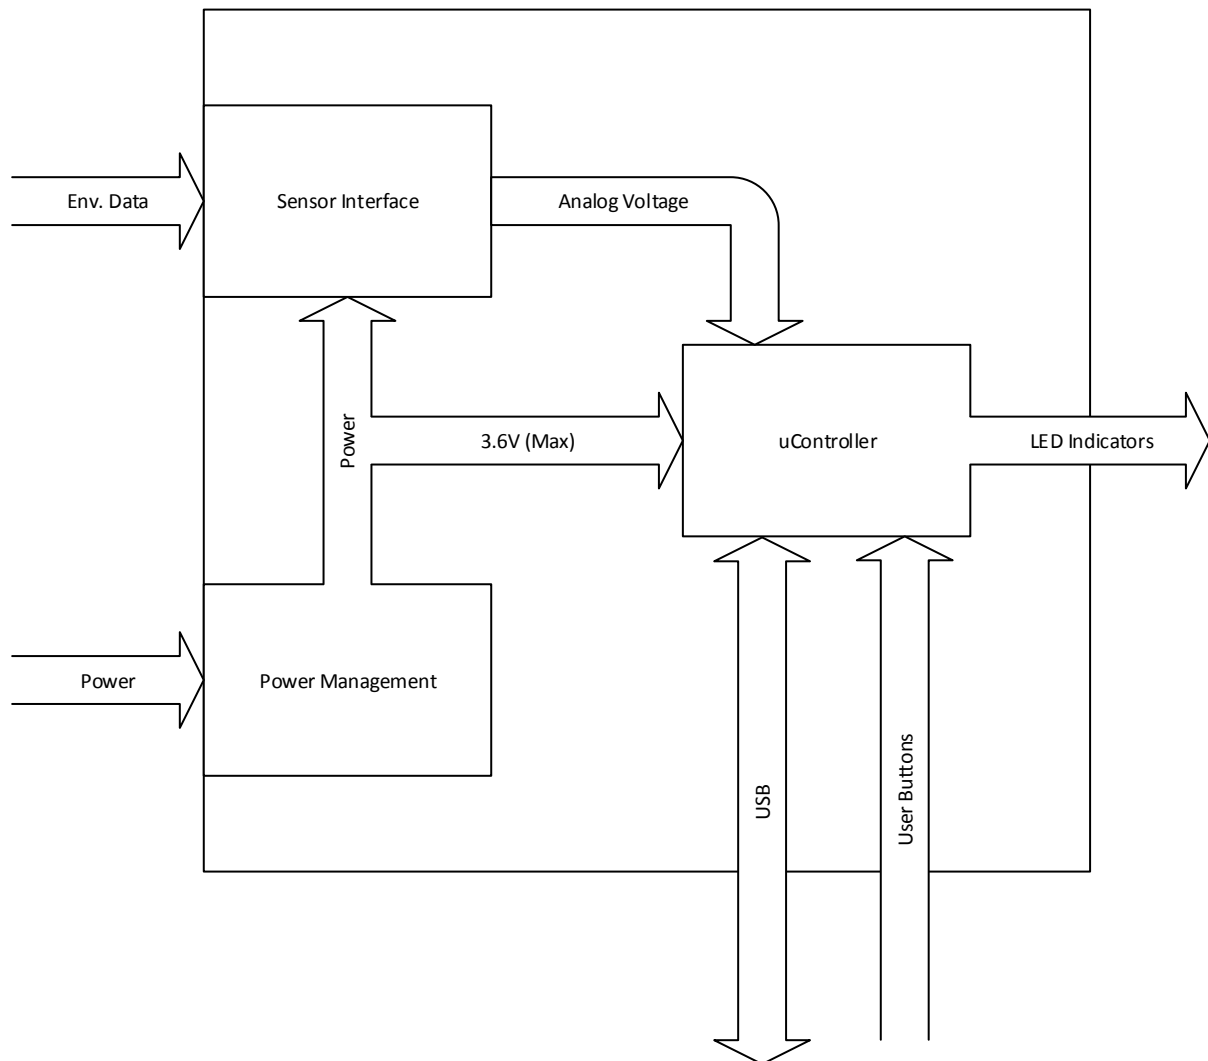 Env. Data
Sensor Interface
Analog Voltage
Power
3.6V (Max)
uController
LED Indicators
Power
Power Management
USB
User Buttons